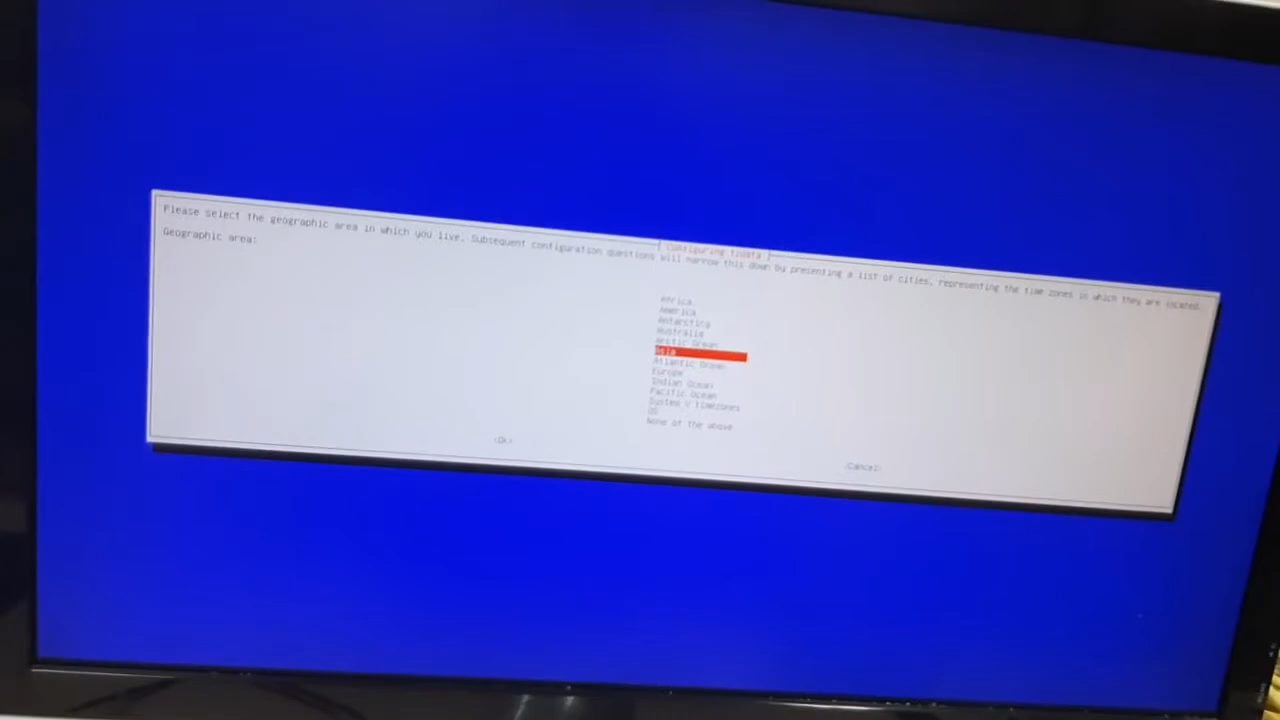 Configuring tzdata
Please select the geographic area in which you live. Subsequent configuration questions will narrow this down by presenting a list of cities, representing the time zones in which they are located.
Geographic area:
Africa
America
Antarctica
Australia
Arctic Ocean
Asia
Atlantic Ocean
Europe
Indian Ocean
Pacific Ocean
System V timezones
US
None of the above
<Ok>
<Cancel>